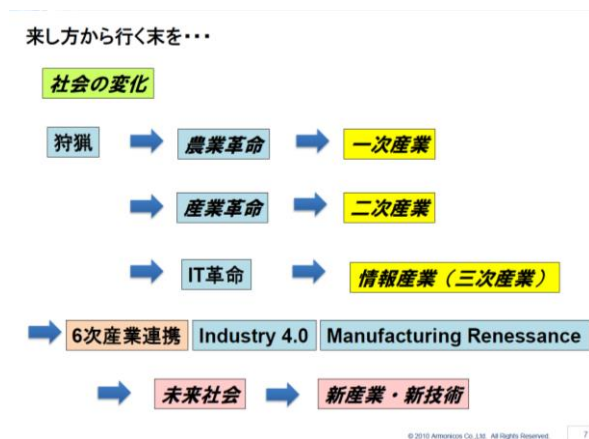 来し方から行く末を・・・
社会の変化
狩猟 農業革命 一次産業
産業革命 二次産業
IT革命 情報産業（三次産業）
6次産業連携 Industry 4.0 Manufacturing Renessance
未来社会 新産業・新技術
© 2010 Armonicos Co.,Ltd. All Rights Reserved. 7